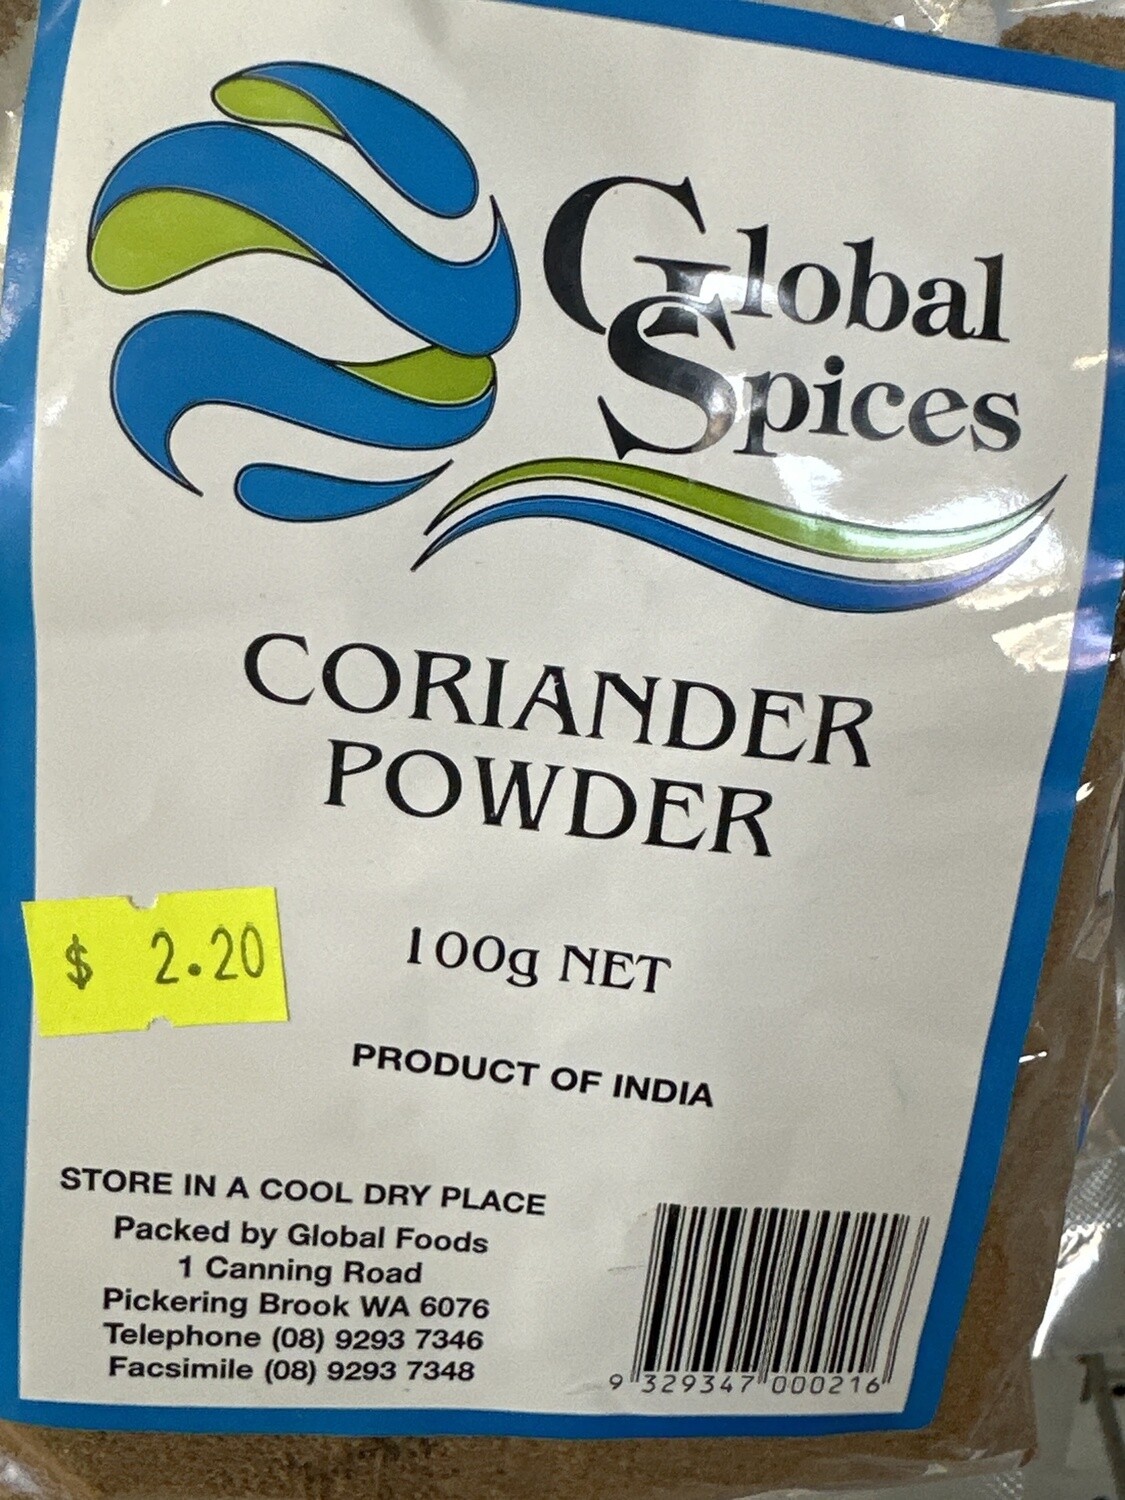 Global
Spices
CORIANDER
POWDER
$ 2.20
100g NET
PRODUCT OF INDIA
STORE IN A COOL DRY PLACE
Packed by Global Foods
1 Canning Road
Pickering Brook WA 6076
Telephone (08) 9293 7346
Facsimile (08) 9293 7348
9 329347 000216